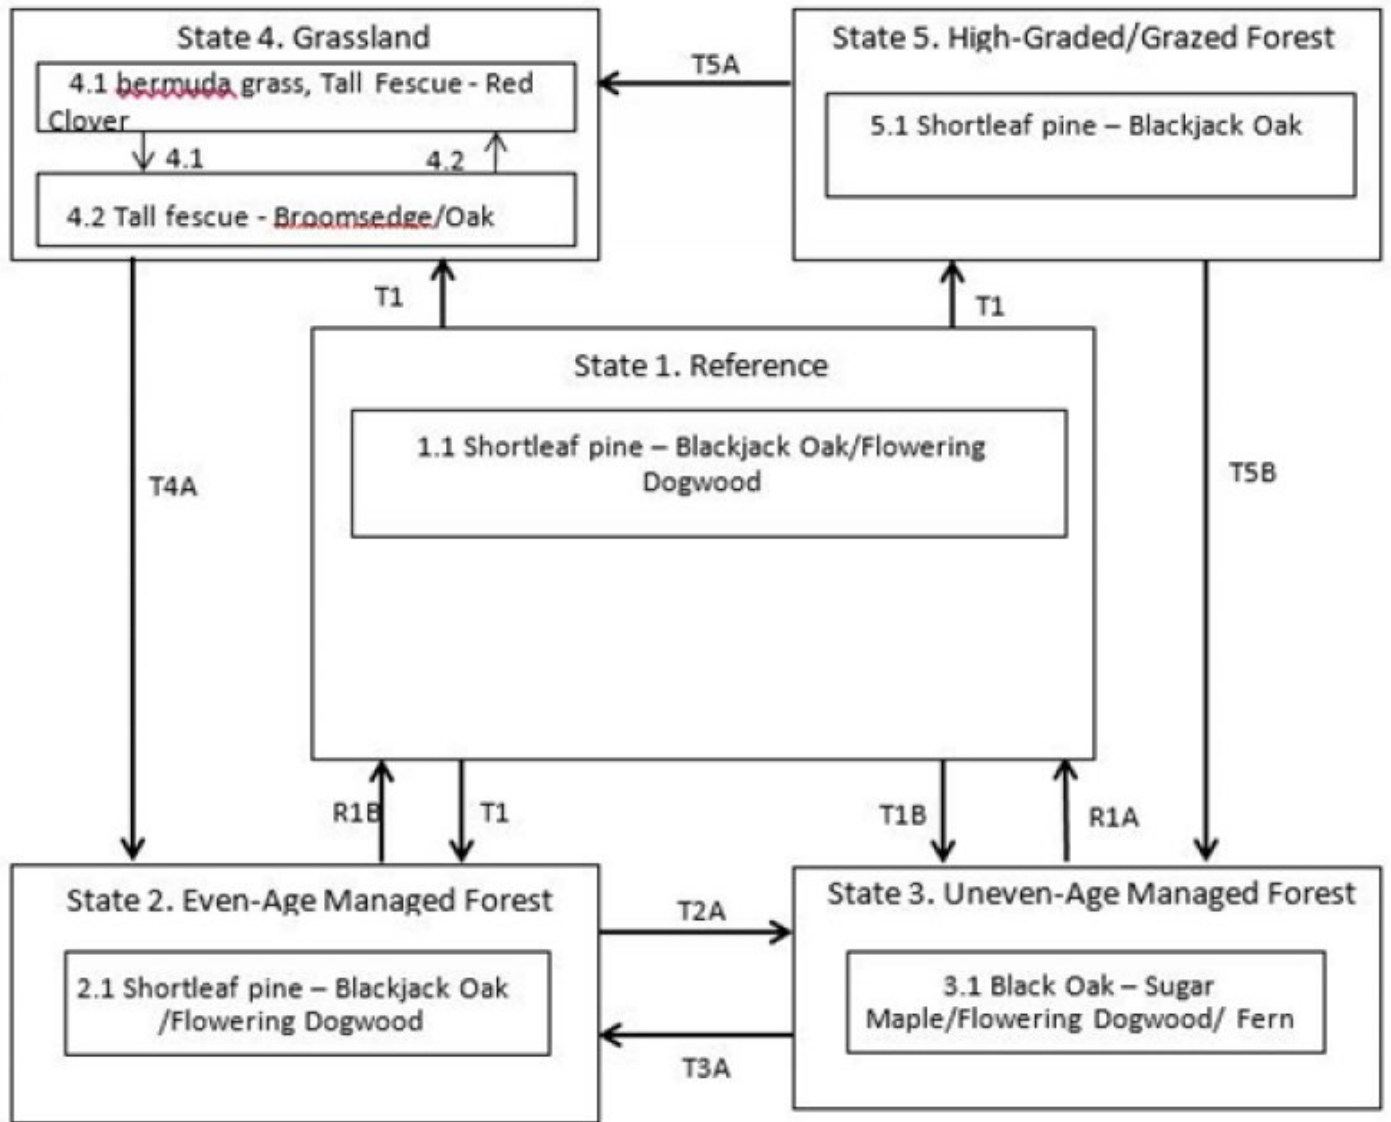 State 4. Grassland
4.1 bermuda grass, Tall Fescue - Red
Clover
4.1
4.2
4.2 Tall fescue - Broomsedge/Oak
T5A
State 5. High-Graded/Grazed Forest
5.1 Shortleaf pine – Blackjack Oak
T1
T1
State 1. Reference
1.1 Shortleaf pine – Blackjack Oak/Flowering
Dogwood
T4A
T5B
R1B
T1
T1B
R1A
State 2. Even-Age Managed Forest
2.1 Shortleaf pine – Blackjack Oak
/Flowering Dogwood
T2A
T3A
State 3. Uneven-Age Managed Forest
3.1 Black Oak – Sugar
Maple/Flowering Dogwood/ Fern